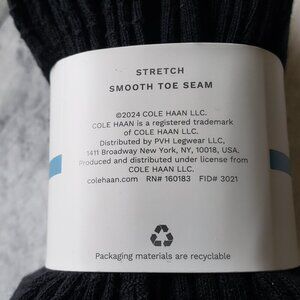 STRETCH
SMOOTH TOE SEAM
©2024 COLE HAAN LLC.
COLE HAAN is a registered trademark
of COLE HAAN LLC.
Distributed by PVH Legwear LLC,
1411 Broadway New York, NY, 10018, USA.
Produced and distributed under license from
COLE HAAN LLC.
colehaan.com RN# 160183 FID# 3021
Packaging materials are recyclable